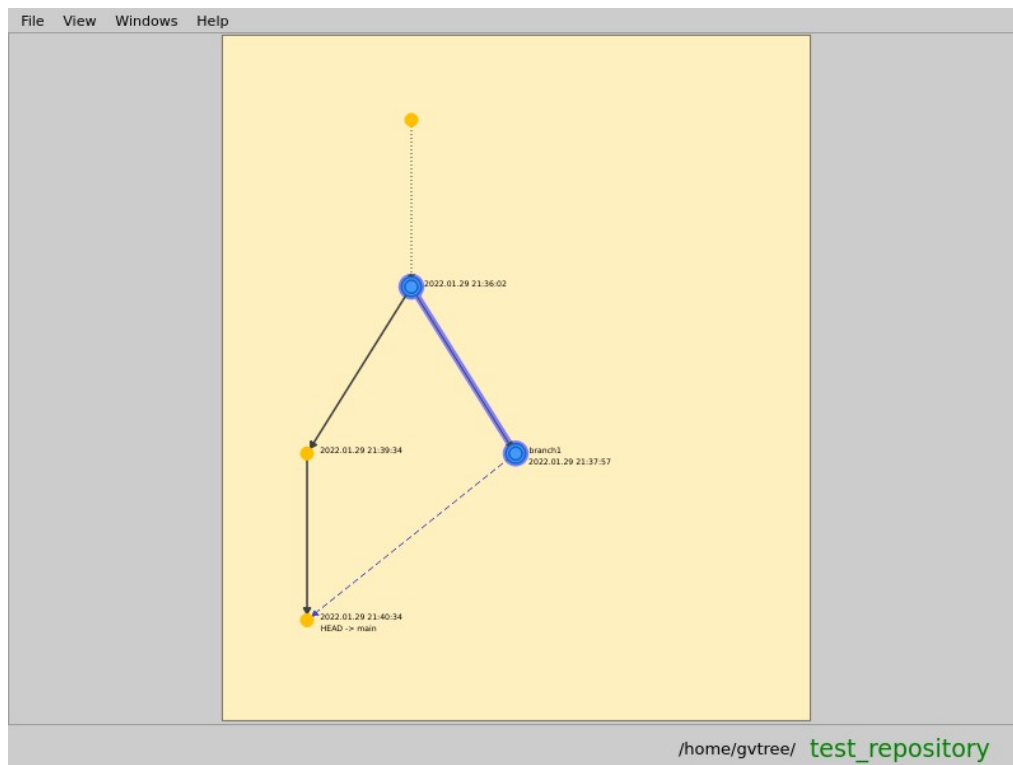 File View Windows Help
2022.01.29 21:36:02
2022.01.29 21:39:34
branch1
2022.01.29 21:37:57
2022.01.29 21:40:34
HEAD -> main
/home/gvtree/ test_repository